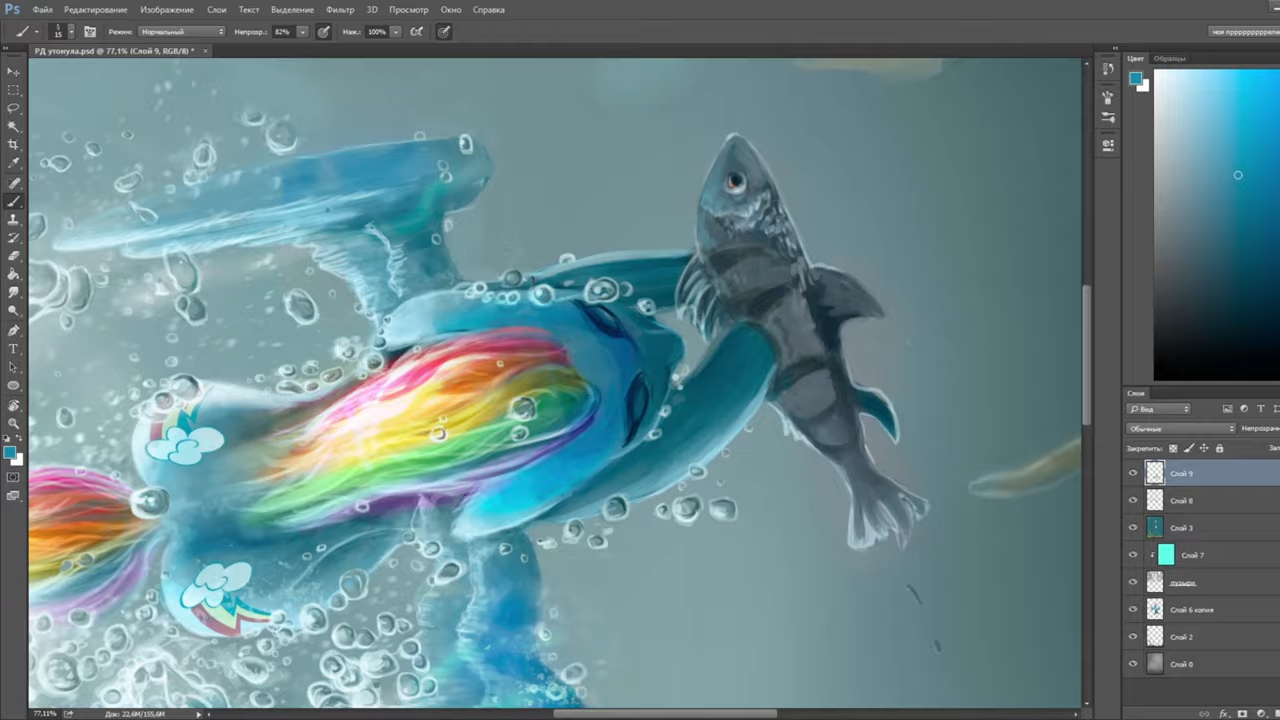 Ps Файл Редактирование Изображение Слои Текст Выделение Фильтр 3D Просмотр Окно Справка
15 Режим: Нормальный Непрозр.: 82% Наж.: 100%
РД утонула.psd @ 77,1% (Слой 9, RGB/8) * ×
Цвет Образцы
Слои
Вид
Обычные Непрозрачн
Закрепить:
Слой 9
Слой 8
Слой 3
Слой 7
пузыри
Слой 6 копия
Слой 2
Слой 0
77,11% Док: 22,6M/155,6M